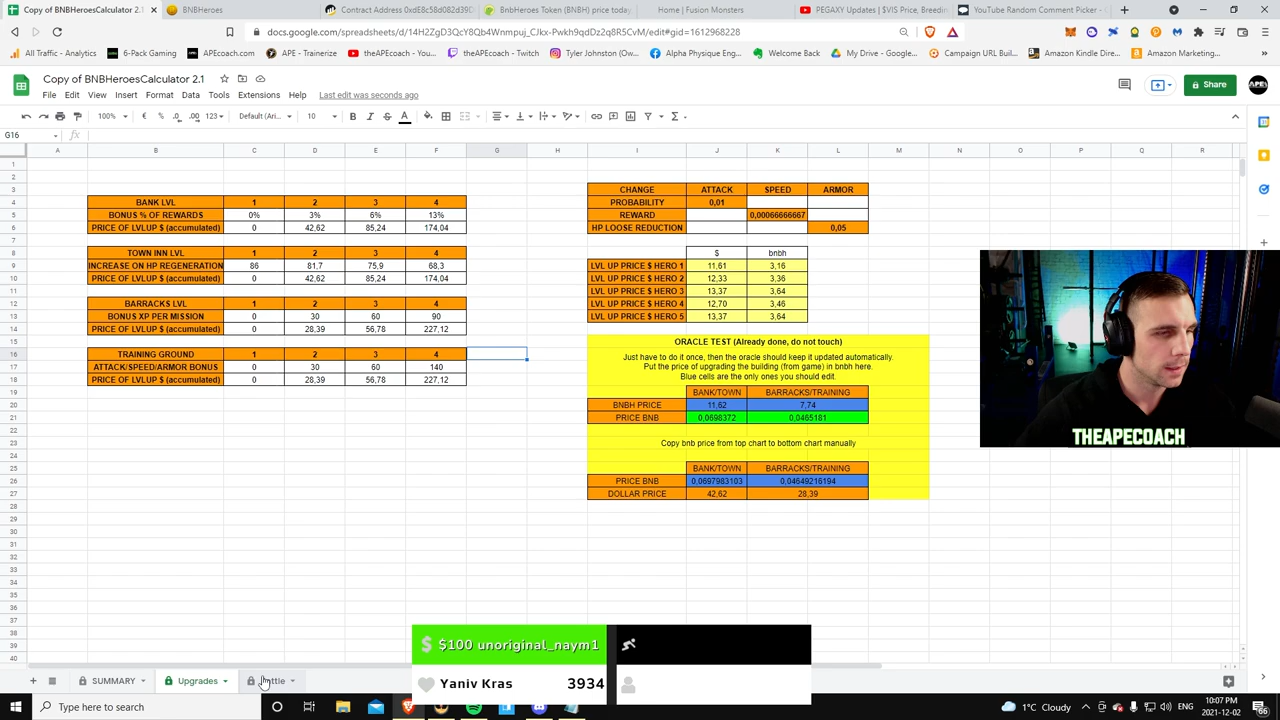 Copy of BNBHeroesCalculator 2.1
BNBHeroes
Contract Address 0xdE8c58d082d39D
BnbHeroes Token (BNBH) price today
Home | Fusion Monsters
PEGAXY Updates | $VIS Price, Breedin
YouTube Random Comment Picker
docs.google.com/spreadsheets/d/14H2ZgD3QcY8Qb4Wnmpuj_CJkx-Pwkh9qdDz2q8R5CvM/edit#gid=1612968228
All Traffic - Analytics
6-Pack Gaming
APEcoach.com
APE - Trainerize
theAPEcoach - YouT...
theAPEcoach - Twitch
Tyler Johnston (Ow...
Alpha Physique Eng...
Campaign URL Buil...
My Drive - Google...
Amazon Kindle Dire...
Amazon Marketing...
Copy of BNBHeroesCalculator 2.1
Share
File Edit View Insert Format Data Tools Extensions Help Last edit was seconds ago
100% € % .0 .00 123 Default (Ari... 10
G16
A B C D E F G H I J K L M N O P Q R
BANK LVL 1 2 3 4
BONUS % OF REWARDS 0% 3% 6% 13%
PRICE OF LVLUP $ (accumulated) 0 42,62 85,24 174,04
TOWN INN LVL 1 2 3 4
INCREASE ON HP REGENERATION 86 81,7 75,9 68,3
PRICE OF LVLUP $ (accumulated) 0 42,62 85,24 174,04
BARRACKS LVL 1 2 3 4
BONUS XP PER MISSION 0 30 60 90
PRICE OF LVLUP $ (accumulated) 0 28,39 56,78 227,12
TRAINING GROUND 1 2 3 4
ATTACK/SPEED/ARMOR BONUS 0 30 60 140
PRICE OF LVLUP $ (accumulated) 0 28,39 56,78 227,12
CHANGE ATTACK SPEED ARMOR
PROBABILITY 0,01
REWARD 0,00066666667
HP LOOSE REDUCTION 0,05
$ bnbh
LVL UP PRICE $ HERO 1 11,61 3,16
LVL UP PRICE $ HERO 2 12,33 3,36
LVL UP PRICE $ HERO 3 13,37 3,64
LVL UP PRICE $ HERO 4 12,70 3,46
LVL UP PRICE $ HERO 5 13,37 3,64
ORACLE TEST (Already done, do not touch)
Just have to do it once, then the oracle should keep it updated automatically.
Put the price of upgrading the building (from game) in bnbh here.
Blue cells are the only ones you should edit.
BANK/TOWN BARRACKS/TRAINING
BNBH PRICE 11,62 7,74
PRICE BNB 0,0698372 0,0465181
Copy bnb price from top chart to bottom chart manually
BANK/TOWN BARRACKS/TRAINING
PRICE BNB 0,0697983103 0,04649216194
DOLLAR PRICE 42,62 28,39
THEAPECOACH
$100 unoriginal_naym1
Yaniv Kras 3934
SUMMARY
Upgrades
Type here to search
1°C Cloudy
10:07 PM
2021-12-02